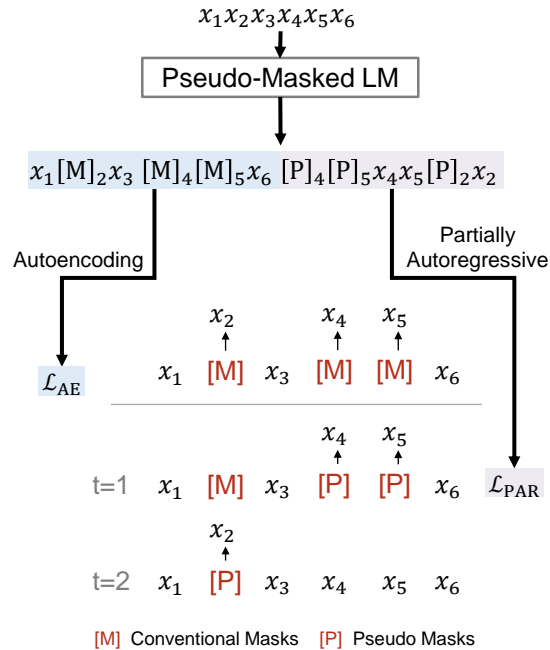 x₁x₂x₃x₄x₅x₆
Pseudo-Masked LM
x₁[M]₂x₃ [M]₄[M]₅x₆ [P]₄[P]₅x₄x₅[P]₂x₂
Autoencoding
Partially
Autoregressive
x₂ x₄ x₅
x₁ [M] x₃ [M] [M] x₆
ℒAE
x₄ x₅
t=1 x₁ [M] x₃ [P] [P] x₆
ℒPAR
x₂
t=2 x₁ [P] x₃ x₄ x₅ x₆
[M] Conventional Masks [P] Pseudo Masks